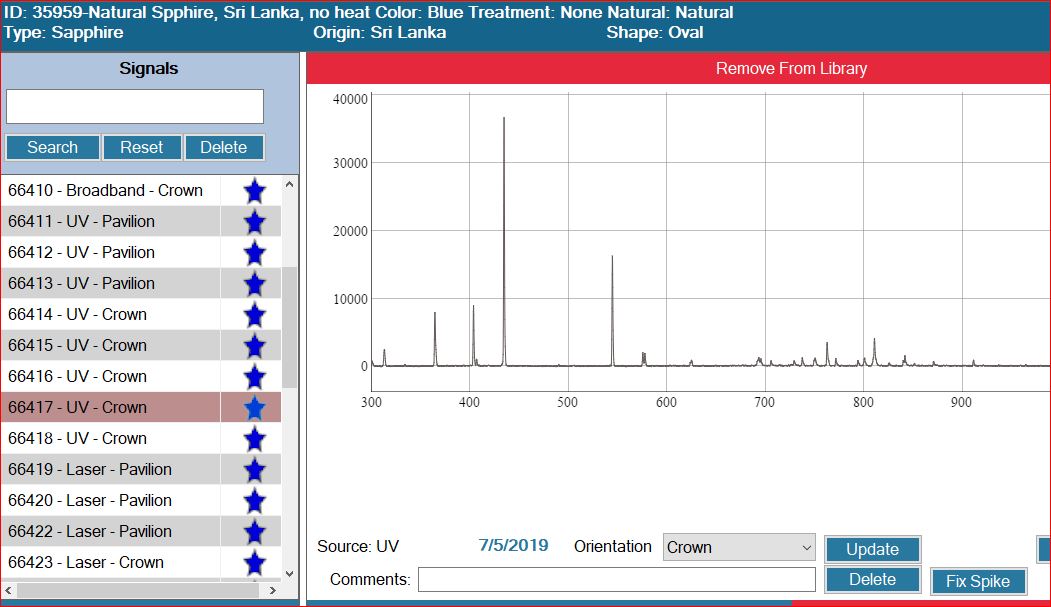 ID: 35959-Natural Spphire, Sri Lanka, no heat Color: Blue Treatment: None Natural: Natural
Type: Sapphire Origin: Sri Lanka Shape: Oval
Signals
Remove From Library
Search Reset Delete
66410 - Broadband - Crown
66411 - UV - Pavilion
66412 - UV - Pavilion
66413 - UV - Pavilion
66414 - UV - Crown
66415 - UV - Crown
66416 - UV - Crown
66417 - UV - Crown
66418 - UV - Crown
66419 - Laser - Pavilion
66420 - Laser - Pavilion
66422 - Laser - Pavilion
66423 - Laser - Crown
40000
30000
20000
10000
0
300 400 500 600 700 800 900
Source: UV 7/5/2019 Orientation Crown Update
Comments: Delete Fix Spike